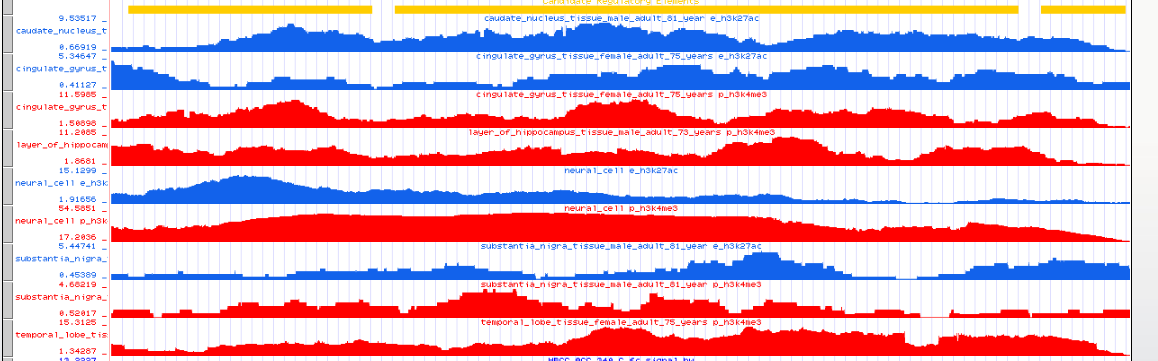 Candidate Regulatory Elements
9.53517 _ caudate_nucleus_tissue_male_adult_81_year e_h3k27ac
caudate_nucleus_t
0.66919 _
5.34647 _ cingulate_gyrus_tissue_female_adult_75_years e_h3k27ac
cingulate_gyrus_t
0.41127 _
11.5985 _ cingulate_gyrus_tissue_female_adult_75_years p_h3k4me3
cingulate_gyrus_t
1.50898 _
11.2085 _ layer_of_hippocampus_tissue_male_adult_73_years p_h3k4me3
layer_of_hippocam
1.8681 _
15.1299 _ neural_cell e_h3k27ac
neural_cell e_h3k
1.91656 _
54.5851 _ neural_cell p_h3k4me3
neural_cell p_h3k
17.2036 _
5.44741 _ substantia_nigra_tissue_male_adult_81_year e_h3k27ac
substantia_nigra_
0.45389 _
4.68219 _ substantia_nigra_tissue_male_adult_81_year p_h3k4me3
substantia_nigra_
0.52017 _
15.3125 _ temporal_lobe_tissue_female_adult_75_years p_h3k4me3
temporal_lobe_tis
1.34287 _